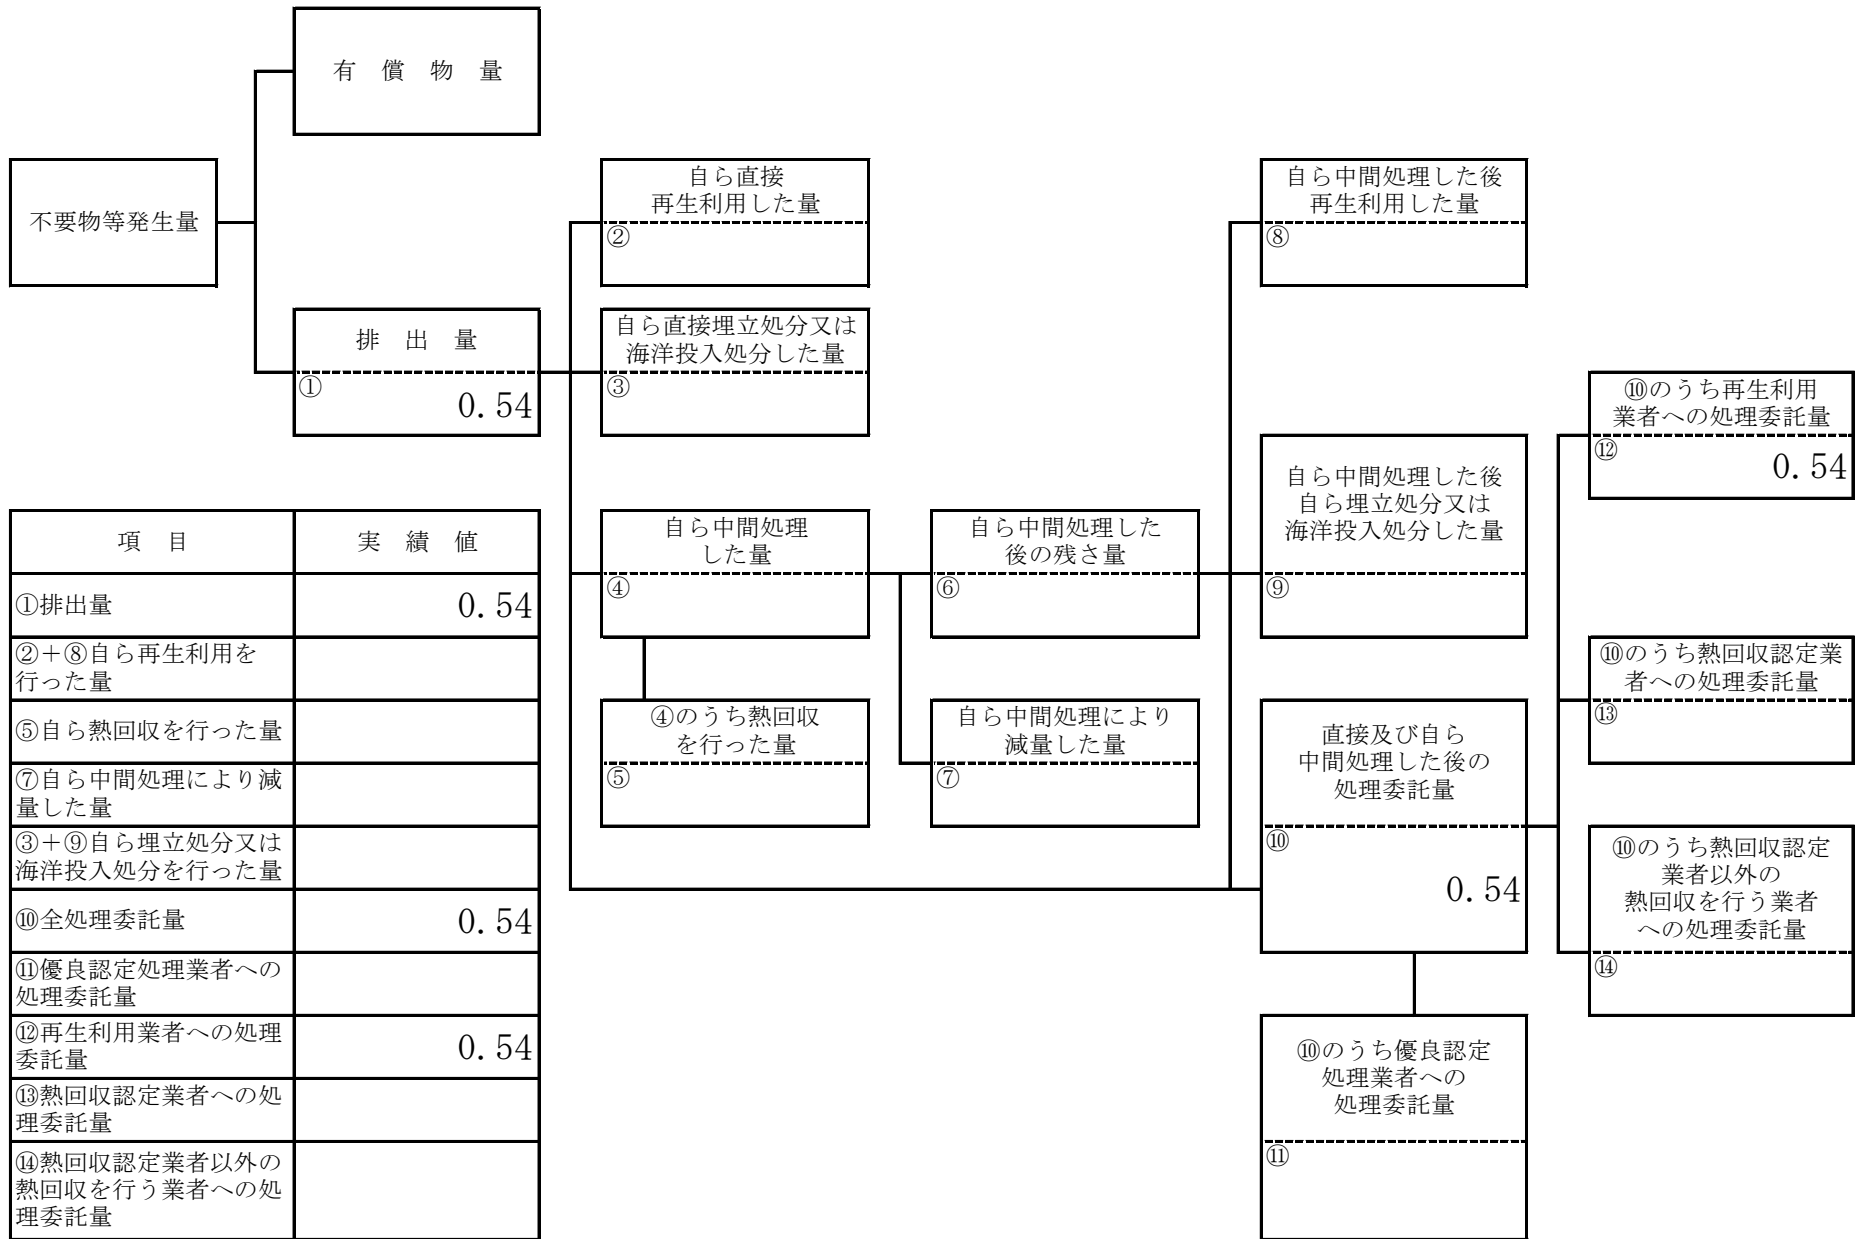 有 償 物 量
不要物等発生量
排 出 量
①
0.54
自ら直接
再生利用した量
②
自ら直接埋立処分又は
海洋投入処分した量
③
自ら中間処理
した量
④
④のうち熱回収
を行った量
⑤
自ら中間処理した
後の残さ量
⑥
自ら中間処理により
減量した量
⑦
自ら中間処理した後
再生利用した量
⑧
自ら中間処理した後
自ら埋立処分又は
海洋投入処分した量
⑨
直接及び自ら
中間処理した後の
処理委託量
⑩
0.54
⑩のうち優良認定
処理業者への
処理委託量
⑪
⑩のうち再生利用
業者への処理委託量
⑫
0.54
⑩のうち熱回収認定業
者への処理委託量
⑬
⑩のうち熱回収認定
業者以外の
熱回収を行う業者
への処理委託量
⑭
項 目 実 績 値
①排出量 0.54
②＋⑧自ら再生利用を
行った量
⑤自ら熱回収を行った量
⑦自ら中間処理により減
量した量
③＋⑨自ら埋立処分又は
海洋投入処分を行った量
⑩全処理委託量 0.54
⑪優良認定処理業者への
処理委託量
⑫再生利用業者への処理
委託量 0.54
⑬熱回収認定業者への処
理委託量
⑭熱回収認定業者以外の
熱回収を行う業者への処
理委託量